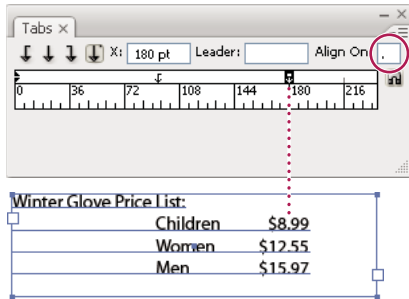 Tabs ×
X: 180 pt Leader: Align On: .
0 36 72 108 144 180 216
Winter Glove Price List:
Children $8.99
Women $12.55
Men $15.97